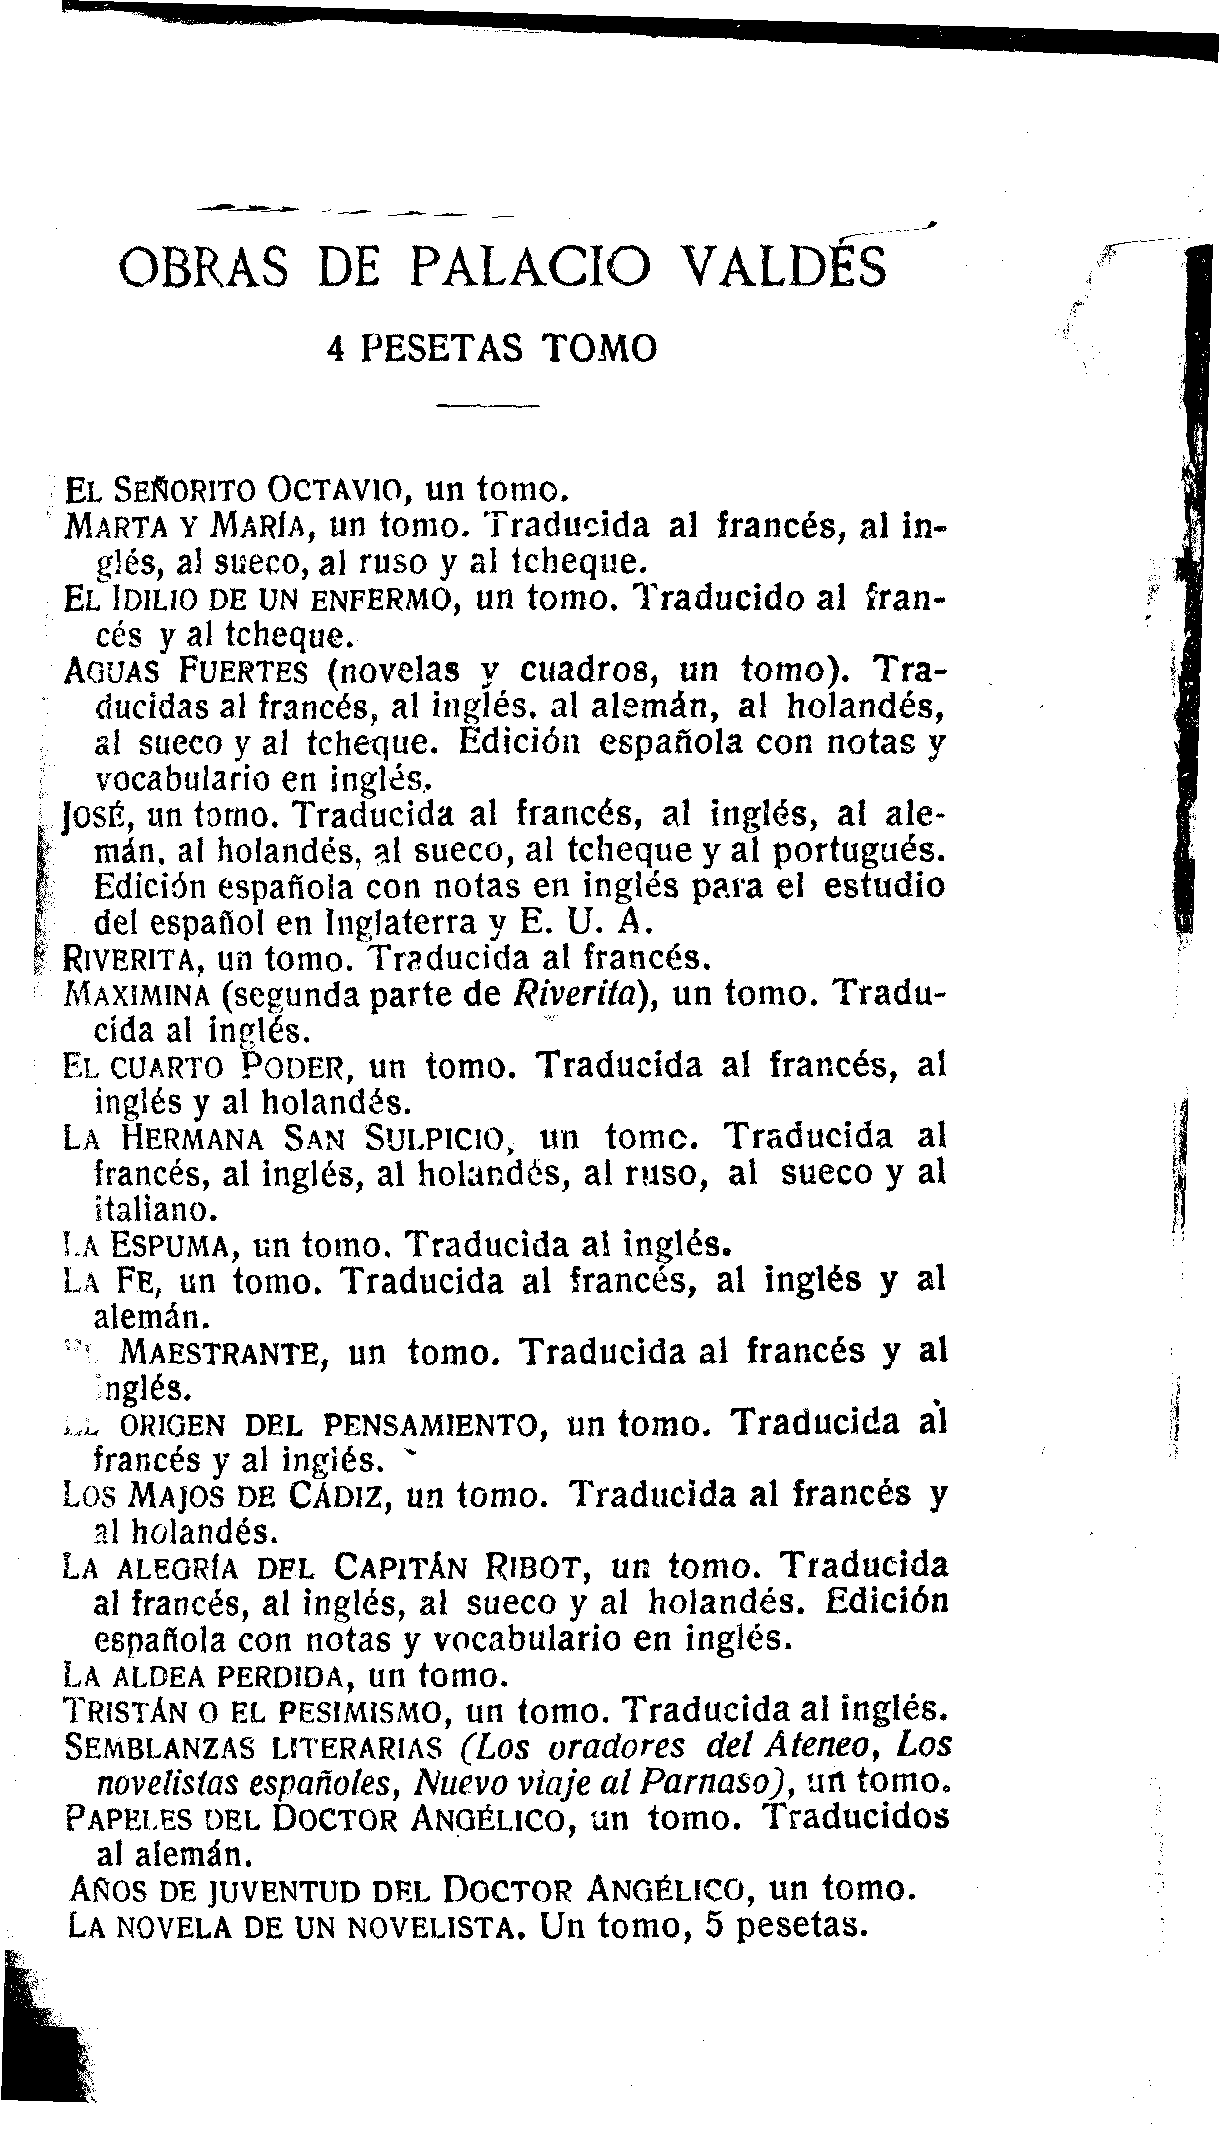 OBRAS DE PALACIO VALDÉS
4 PESETAS TOMO
EL SEÑORITO OCTAVIO, un tomo.
MARTA Y MARÍA, un tomo. Traducida al francés, al in-
glés, al sueco, al ruso y al tcheque.
EL IDILIO DE UN ENFERMO, un tomo. Traducido al fran-
cés y al tcheque.
AGUAS FUERTES (novelas y cuadros, un tomo). Tra-
ducidas al francés, al inglés, al alemán, al holandés,
al sueco y al tcheque. Edición española con notas y
vocabulario en inglés.
JOSÉ, un tomo. Traducida al francés, al inglés, al ale-
mán, al holandés, al sueco, al tcheque y al portugués.
Edición española con notas en inglés para el estudio
del español en Inglaterra y E. U. A.
RIVERITA, un tomo. Traducida al francés.
MAXIMINA (segunda parte de Riverita), un tomo. Tradu-
cida al inglés.
EL CUARTO PODER, un tomo. Traducida al francés, al
inglés y al holandés.
LA HERMANA SAN SULPICIO, un tomo. Traducida al
francés, al inglés, al holandés, al ruso, al sueco y al
italiano.
LA ESPUMA, un tomo. Traducida al inglés.
LA FE, un tomo. Traducida al francés, al inglés y al
alemán.
MAESTRANTE, un tomo. Traducida al francés y al
inglés.
ORIGEN DEL PENSAMIENTO, un tomo. Traducida al
francés y al inglés.
LOS MAJOS DE CÁDIZ, un tomo. Traducida al francés y
al holandés.
LA ALEGRÍA DEL CAPITÁN RIBOT, un tomo. Traducida
al francés, al inglés, al sueco y al holandés. Edición
española con notas y vocabulario en inglés.
LA ALDEA PERDIDA, un tomo.
TRISTÁN O EL PESIMISMO, un tomo. Traducida al inglés.
SEMBLANZAS LITERARIAS (Los oradores del Ateneo, Los
novelistas españoles, Nuevo viaje al Parnaso), un tomo.
PAPELES DEL DOCTOR ANGÉLICO, un tomo. Traducidos
al alemán.
AÑOS DE JUVENTUD DEL DOCTOR ANGÉLICO, un tomo.
LA NOVELA DE UN NOVELISTA. Un tomo, 5 pesetas.